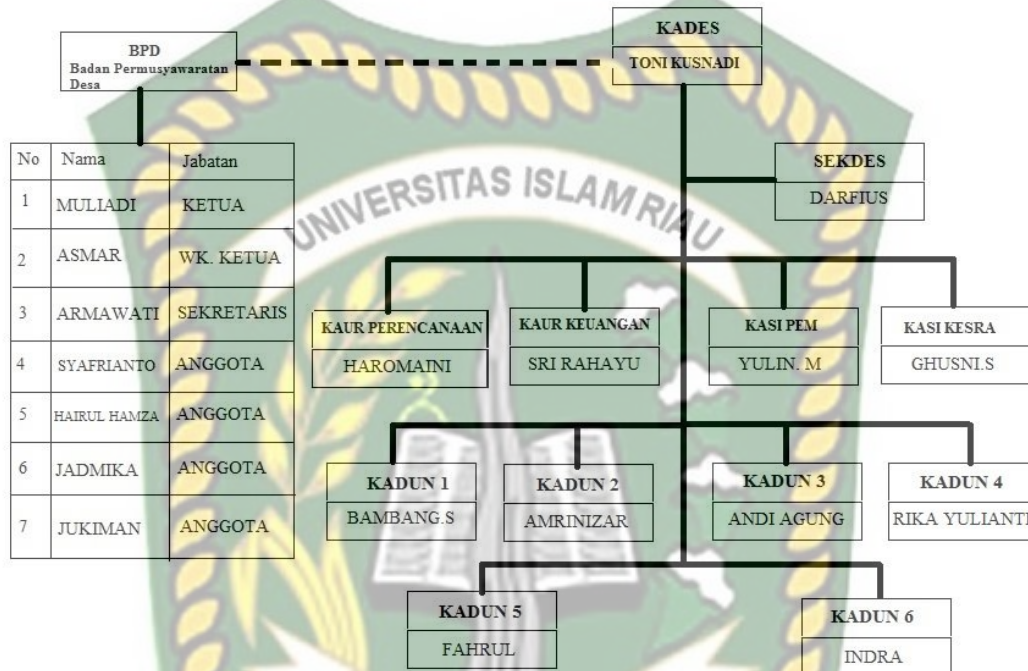 KADES
TONI KUSNADI
BPD
Badan Permusyawaratan
Desa
No Nama Jabatan
1 MULIADI KETUA
2 ASMAR WK. KETUA
3 ARMAWATI SEKRETARIS
4 SYAFRIANTO ANGGOTA
5 HAIRUL HAMZA ANGGOTA
6 JADMIKA ANGGOTA
7 JUKIMAN ANGGOTA
SEKDES
DARFIUS
UNIVERSITAS ISLAM RIAU
KAUR PERENCANAAN
HAROMAINI
KAUR KEUANGAN
SRI RAHAYU
KASI PEM
YULIN. M
KASI KESRA
GHUSNI.S
KADUN 1
BAMBANG.S
KADUN 2
AMRINIZAR
KADUN 3
ANDI AGUNG
KADUN 4
RIKA YULIANTI
KADUN 5
FAHRUL
KADUN 6
INDRA